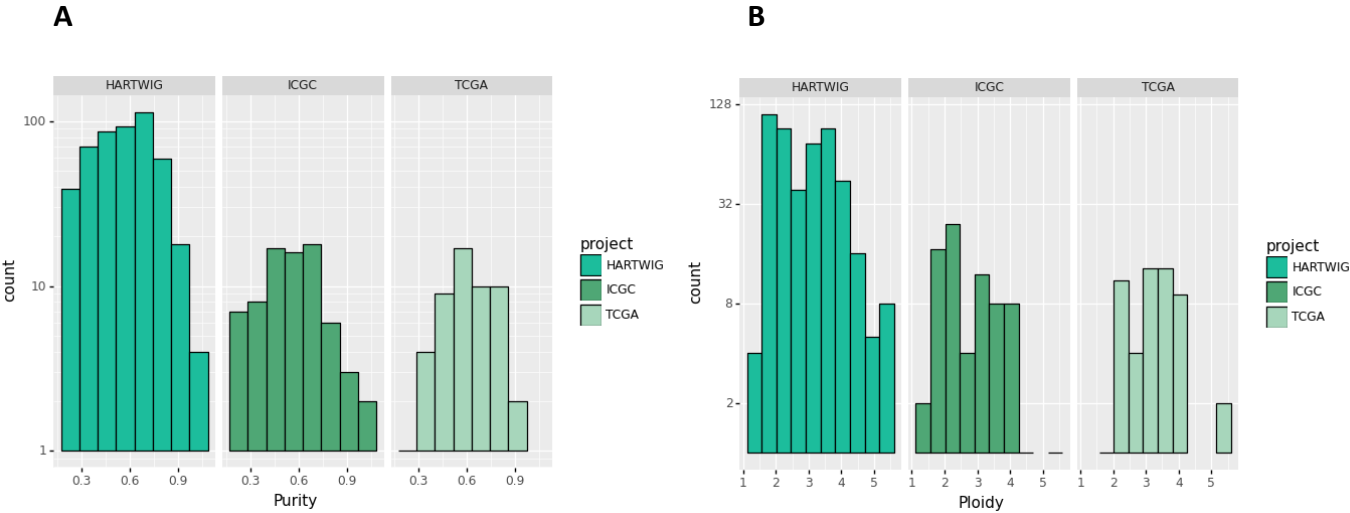 A
B
HARTWIG
ICGC
TCGA
100
10
1
count
0.3
0.6
0.9
0.3
0.6
0.9
0.3
0.6
0.9
Purity
project
HARTWIG
ICGC
TCGA
HARTWIG
ICGC
TCGA
128
32
8
2
count
1
2
3
4
5
1
2
3
4
5
1
2
3
4
5
Ploidy
project
HARTWIG
ICGC
TCGA